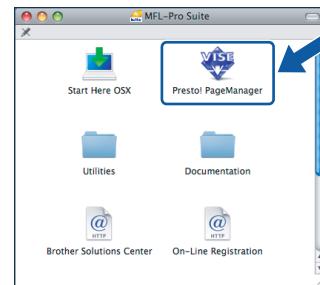 MFL-Pro Suite
VISE
Start Here OSX
Presto! PageManager
Utilities
Documentation
@
HTTP
@
HTTP
Brother Solutions Center
On-Line Registration